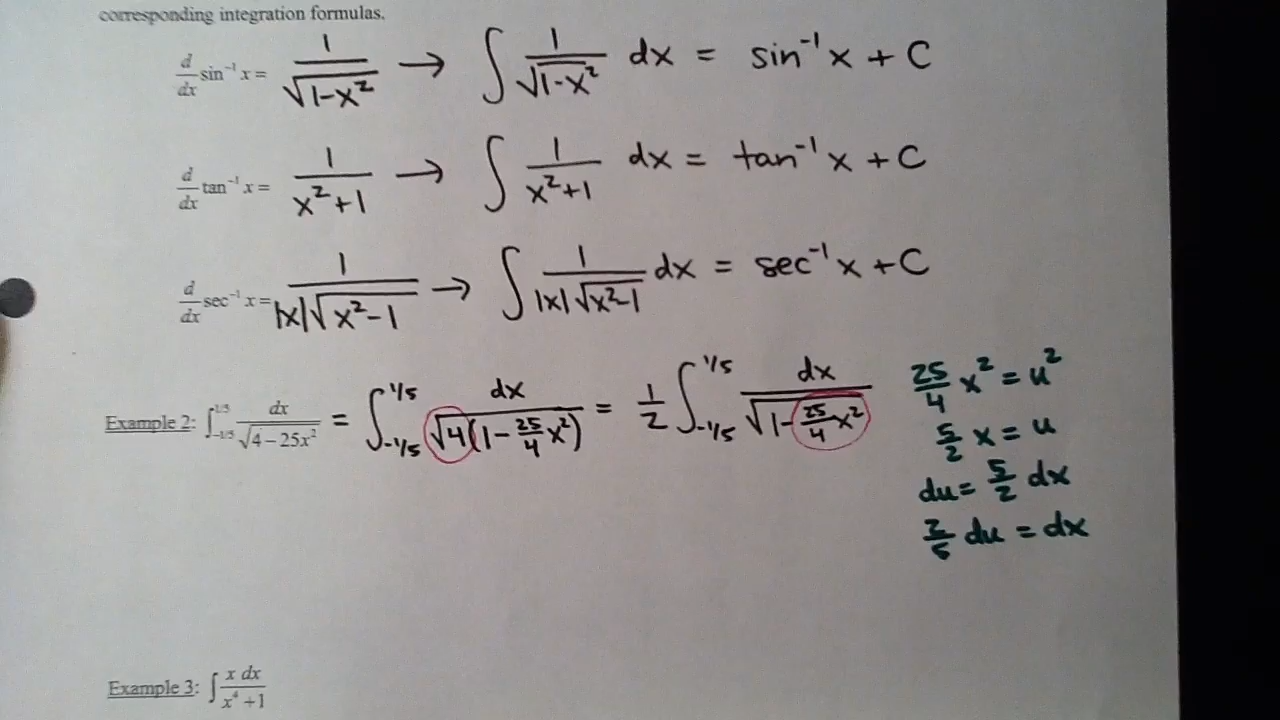 corresponding integration formulas.
d/dx sin⁻¹ x = 1/√(1-x²) → ∫ 1/√(1-x²) dx = sin⁻¹x + C
d/dx tan⁻¹ x = 1/(x²+1) → ∫ 1/(x²+1) dx = tan⁻¹x + C
d/dx sec⁻¹ x = 1/(|x|√(x²-1)) → ∫ 1/(|x|√(x²-1)) dx = sec⁻¹x + C
Example 2: ∫_{-1/5}^{1/5} dx/√(4-25x²) = ∫_{-1/5}^{1/5} dx/√(4(1-25/4 x²)) = 1/2 ∫_{-1/5}^{1/5} dx/√(1-25/4 x²)
25/4 x² = u²
5/2 x = u
du = 5/2 dx
2/5 du = dx
Example 3: ∫ x dx/(x⁴+1)